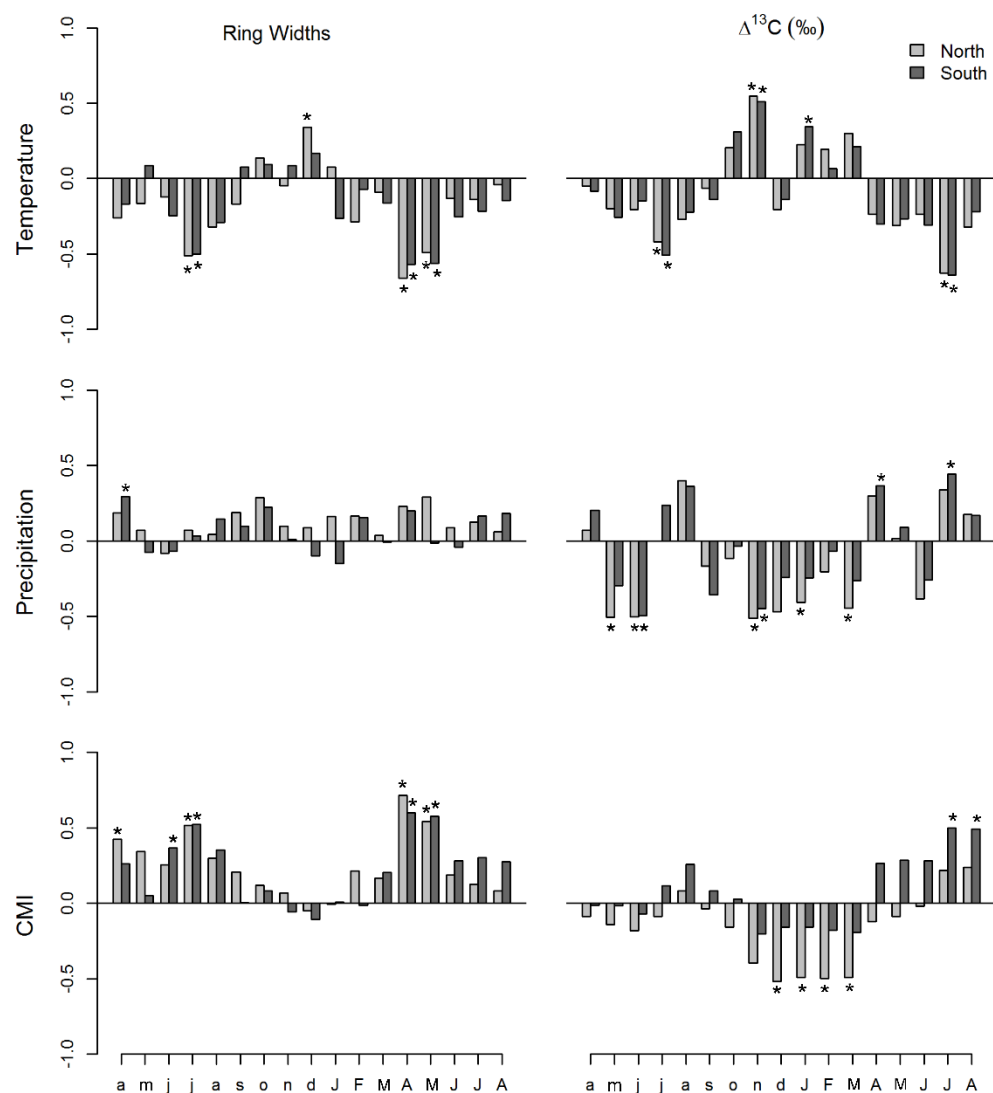 Ring Widths
Δ13C (‰)
North
South
Temperature
1.0
0.5
0.0
-0.5
-1.0
* * * * * * *
* * * * * * *
Precipitation
1.0
0.5
0.0
-0.5
-1.0
*
* * * * * * * * *
CMI
1.0
0.5
0.0
-0.5
-1.0
* * * * * * * *
* * * * * *
a m j j a s o n d J F M A M J J A
a m j j a s o n d J F M A M J J A